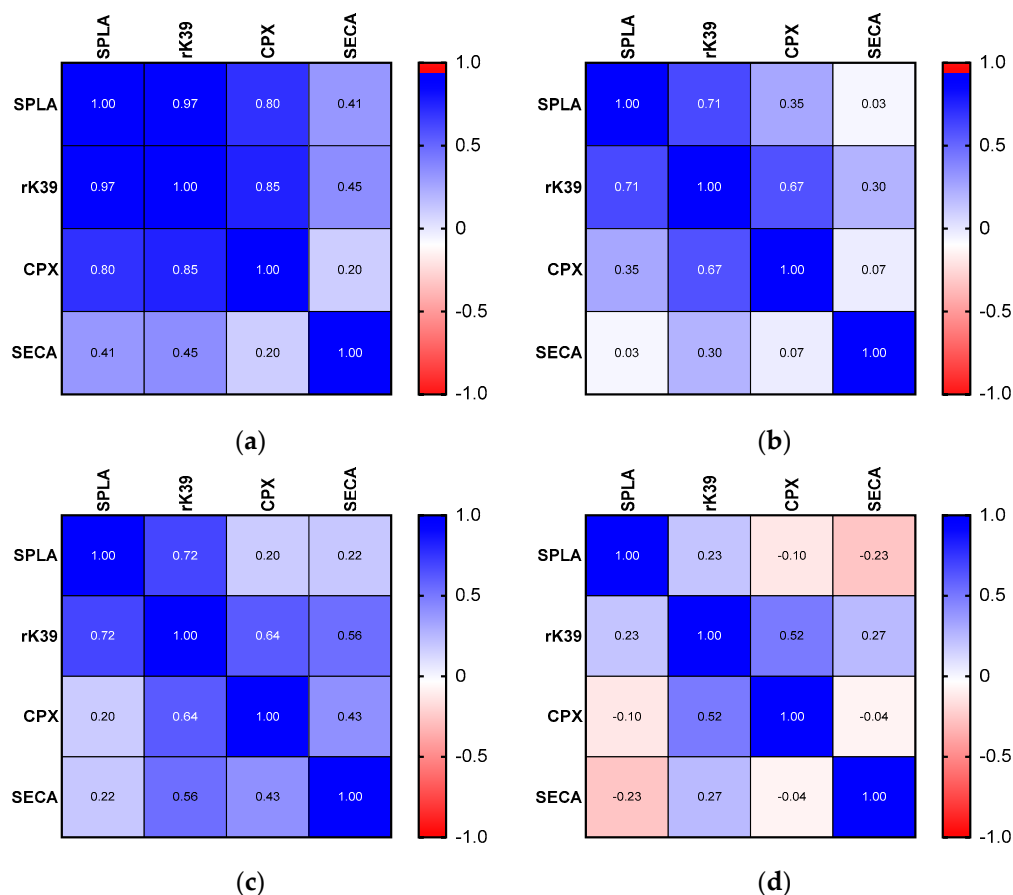 SPLA rK39 CPX SECA
SPLA 1.00 0.97 0.80 0.41
rK39 0.97 1.00 0.85 0.45
CPX 0.80 0.85 1.00 0.20
SECA 0.41 0.45 0.20 1.00
1.0
0.5
0
-0.5
-1.0
(a)
SPLA rK39 CPX SECA
SPLA 1.00 0.71 0.35 0.03
rK39 0.71 1.00 0.67 0.30
CPX 0.35 0.67 1.00 0.07
SECA 0.03 0.30 0.07 1.00
1.0
0.5
0
-0.5
-1.0
(b)
SPLA rK39 CPX SECA
SPLA 1.00 0.72 0.20 0.22
rK39 0.72 1.00 0.64 0.56
CPX 0.20 0.64 1.00 0.43
SECA 0.22 0.56 0.43 1.00
1.0
0.5
0
-0.5
-1.0
(c)
SPLA rK39 CPX SECA
SPLA 1.00 0.23 -0.10 -0.23
rK39 0.23 1.00 0.52 0.27
CPX -0.10 0.52 1.00 -0.04
SECA -0.23 0.27 -0.04 1.00
1.0
0.5
0
-0.5
-1.0
(d)